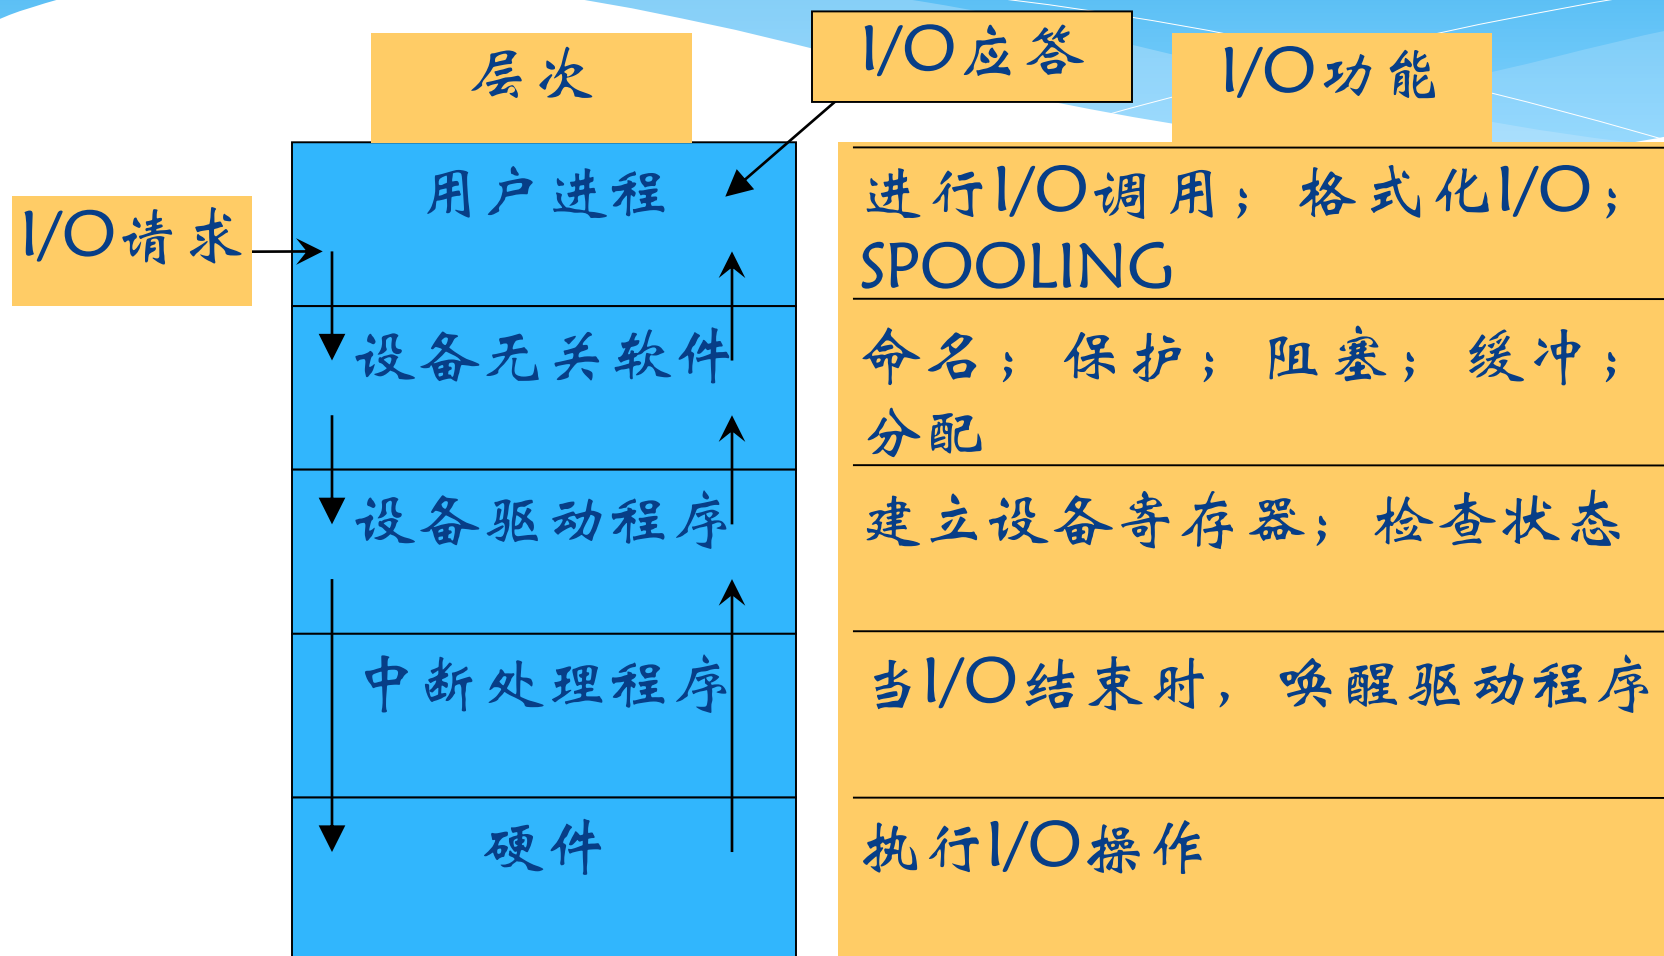 层次
I/O应答
I/O功能
I/O请求
用户进程
进行I/O调用；格式化I/O；
SPOOLING
设备无关软件
命名；保护；阻塞；缓冲；
分配
设备驱动程序
建立设备寄存器；检查状态
中断处理程序
当I/O结束时，唤醒驱动程序
硬件
执行I/O操作